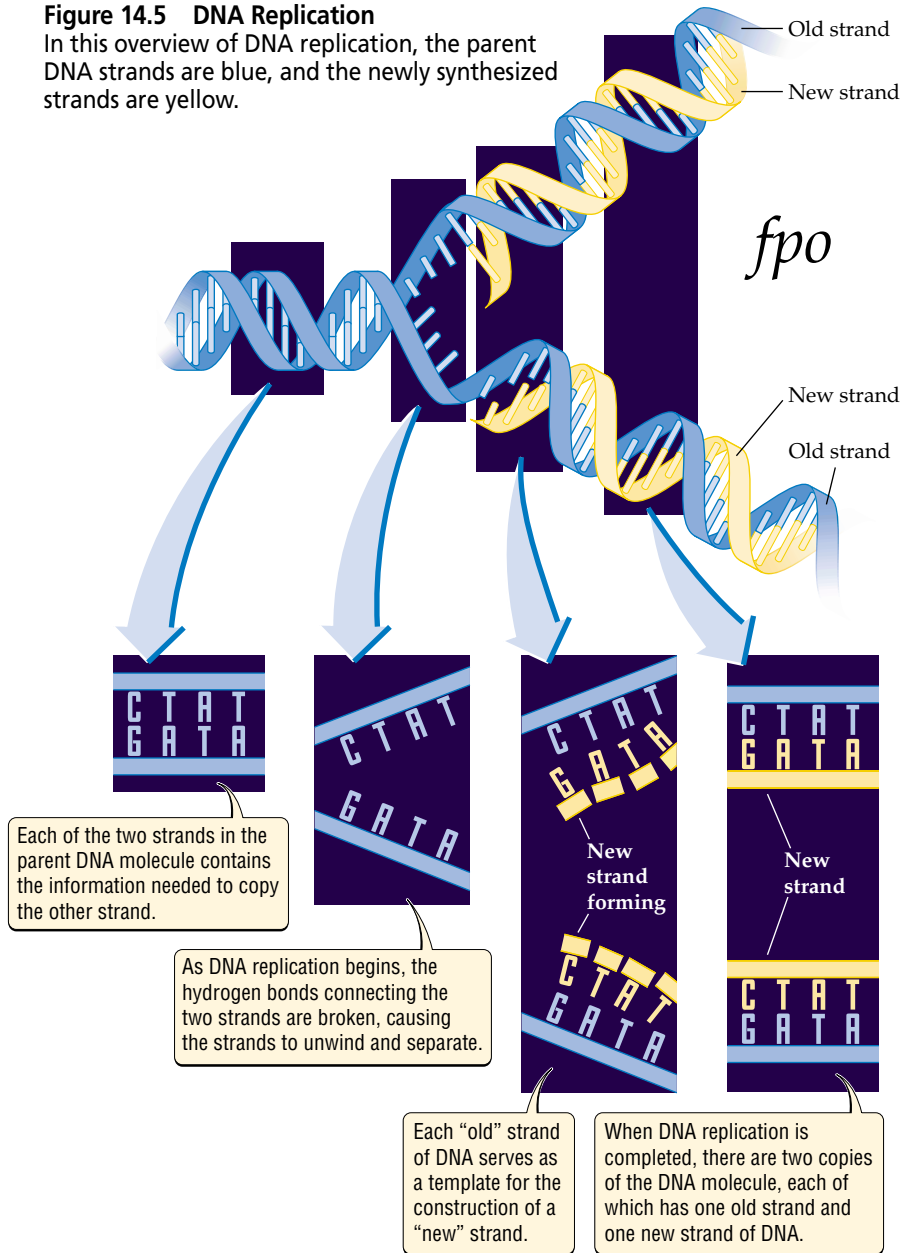 Figure 14.5 DNA Replication
In this overview of DNA replication, the parent
DNA strands are blue, and the newly synthesized
strands are yellow.
Old strand
New strand
fpo
New strand
Old strand
C T A T
G A T A
Each of the two strands in the
parent DNA molecule contains
the information needed to copy
the other strand.
C T A T
G A T A
As DNA replication begins, the
hydrogen bonds connecting the
two strands are broken, causing
the strands to unwind and separate.
C T A T
G A T A
New
strand
forming
C T A T
G A T A
Each “old” strand
of DNA serves as
a template for the
construction of a
“new” strand.
C T A T
G A T A
New
strand
C T A T
G A T A
When DNA replication is
completed, there are two copies
of the DNA molecule, each of
which has one old strand and
one new strand of DNA.